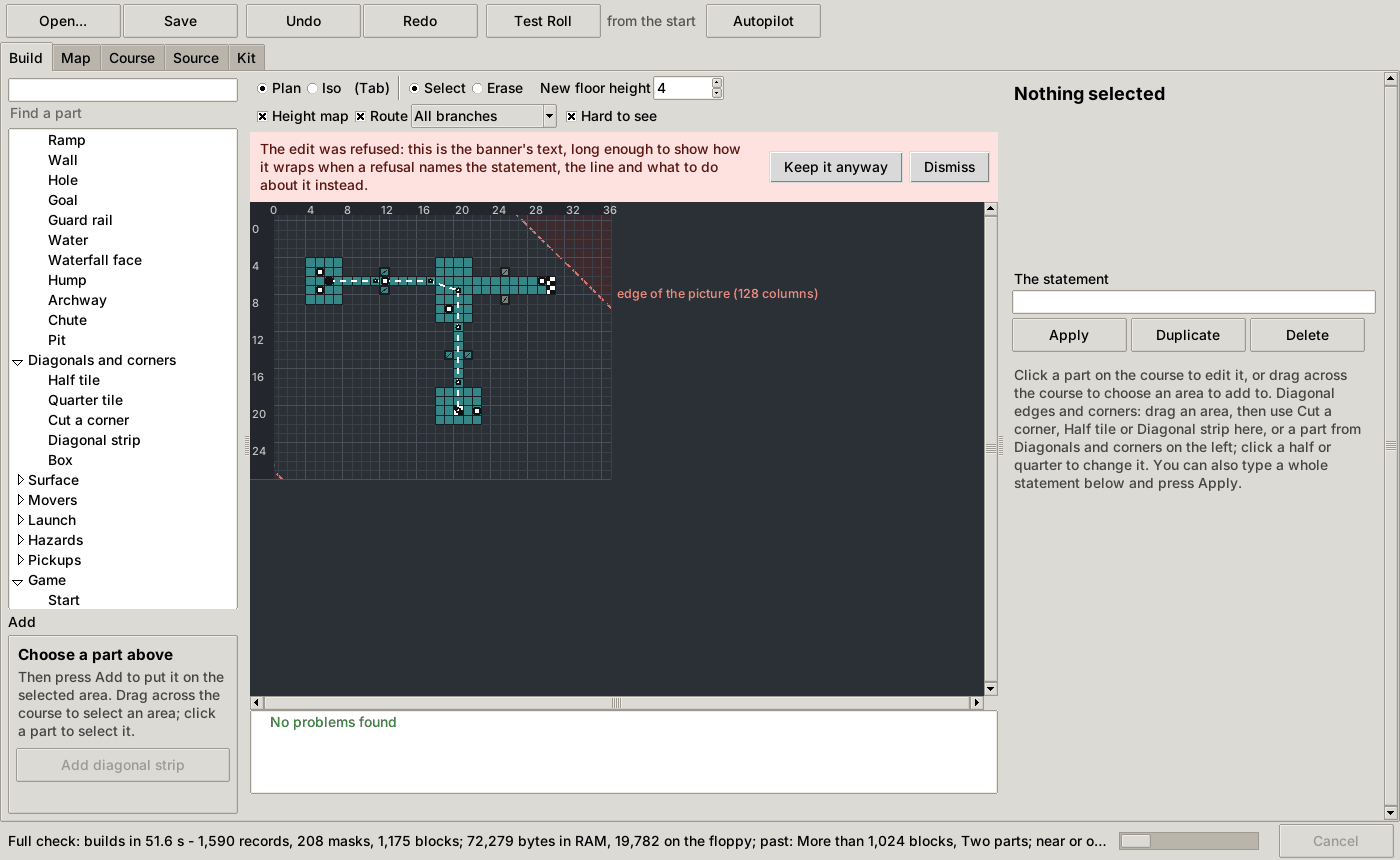 Open... Save Undo Redo Test Roll from the start Autopilot
Build Map Course Source Kit
Find a part
Ramp
Wall
Hole
Goal
Guard rail
Water
Waterfall face
Hump
Archway
Chute
Pit
Diagonals and corners
Half tile
Quarter tile
Cut a corner
Diagonal strip
Box
Surface
Movers
Launch
Hazards
Pickups
Game
Start
Add
Choose a part above
Then press Add to put it on the
selected area. Drag across the
course to select an area; click
a part to select it.
Add diagonal strip
Plan Iso (Tab) Select Erase New floor height 4
Height map Route All branches Hard to see
The edit was refused: this is the banner's text, long enough to show how
it wraps when a refusal names the statement, the line and what to do
about it instead.
Keep it anyway Dismiss
0 4 8 12 16 20 24 28 32 36
0
4
8
12
16
20
24
edge of the picture (128 columns)
No problems found
Nothing selected
The statement
Apply Duplicate Delete
Click a part on the course to edit it, or drag across
the course to choose an area to add to. Diagonal
edges and corners: drag an area, then use Cut a
corner, Half tile or Diagonal strip here, or a part from
Diagonals and corners on the left; click a half or
quarter to change it. You can also type a whole
statement below and press Apply.
Full check: builds in 51.6 s - 1,590 records, 208 masks, 1,175 blocks; 72,279 bytes in RAM, 19,782 on the floppy; past: More than 1,024 blocks, Two parts; near or o...
Cancel